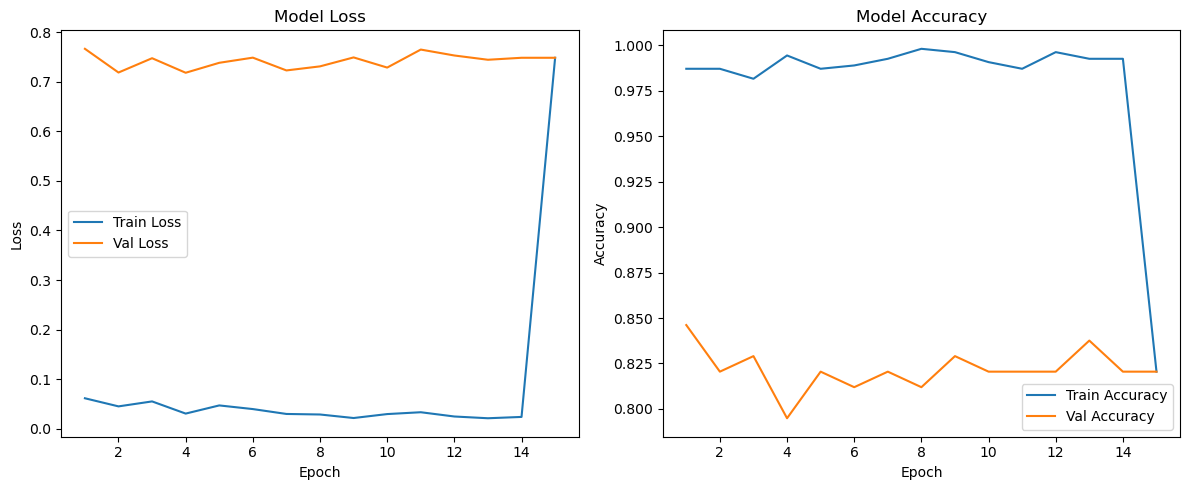 Model Loss
0.8
0.7
0.6
0.5
0.4
0.3
0.2
0.1
0.0
Loss
Train Loss
Val Loss
2 4 6 8 10 12 14
Epoch
Model Accuracy
1.000
0.975
0.950
0.925
0.900
0.875
0.850
0.825
0.800
Accuracy
Train Accuracy
Val Accuracy
2 4 6 8 10 12 14
Epoch